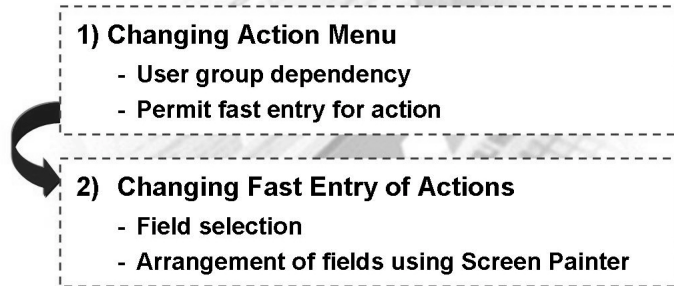 1) Changing Action Menu
- User group dependency
- Permit fast entry for action
2) Changing Fast Entry of Actions
- Field selection
- Arrangement of fields using Screen Painter